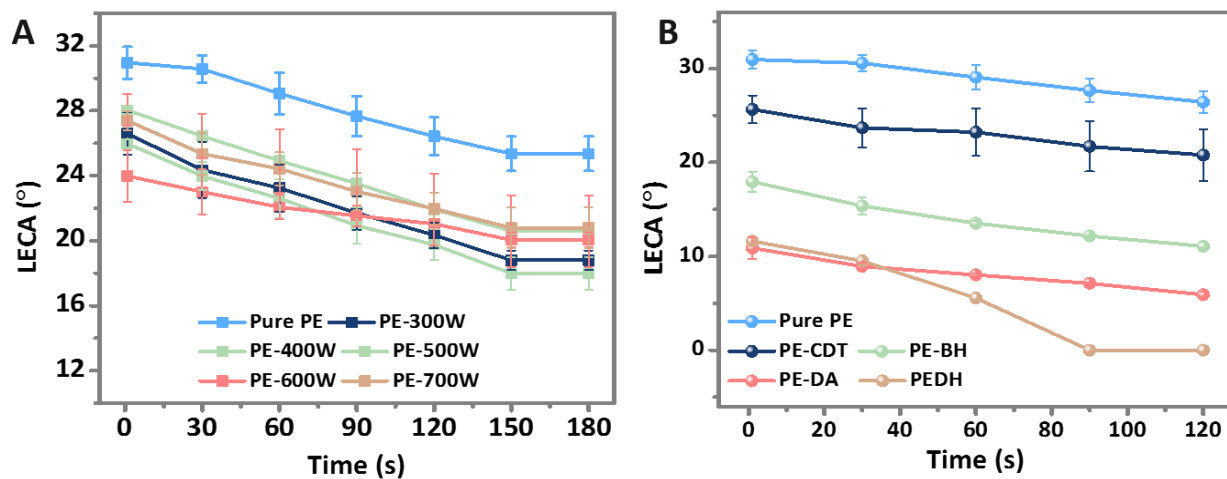 A
LECA (°)
32
28
24
20
16
12
Pure PE
PE-300W
PE-400W
PE-500W
PE-600W
PE-700W
0 30 60 90 120 150 180
Time (s)
B
LECA (°)
30
20
10
0
Pure PE
PE-CDT
PE-BH
PE-DA
PEDH
0 20 40 60 80 100 120
Time (s)